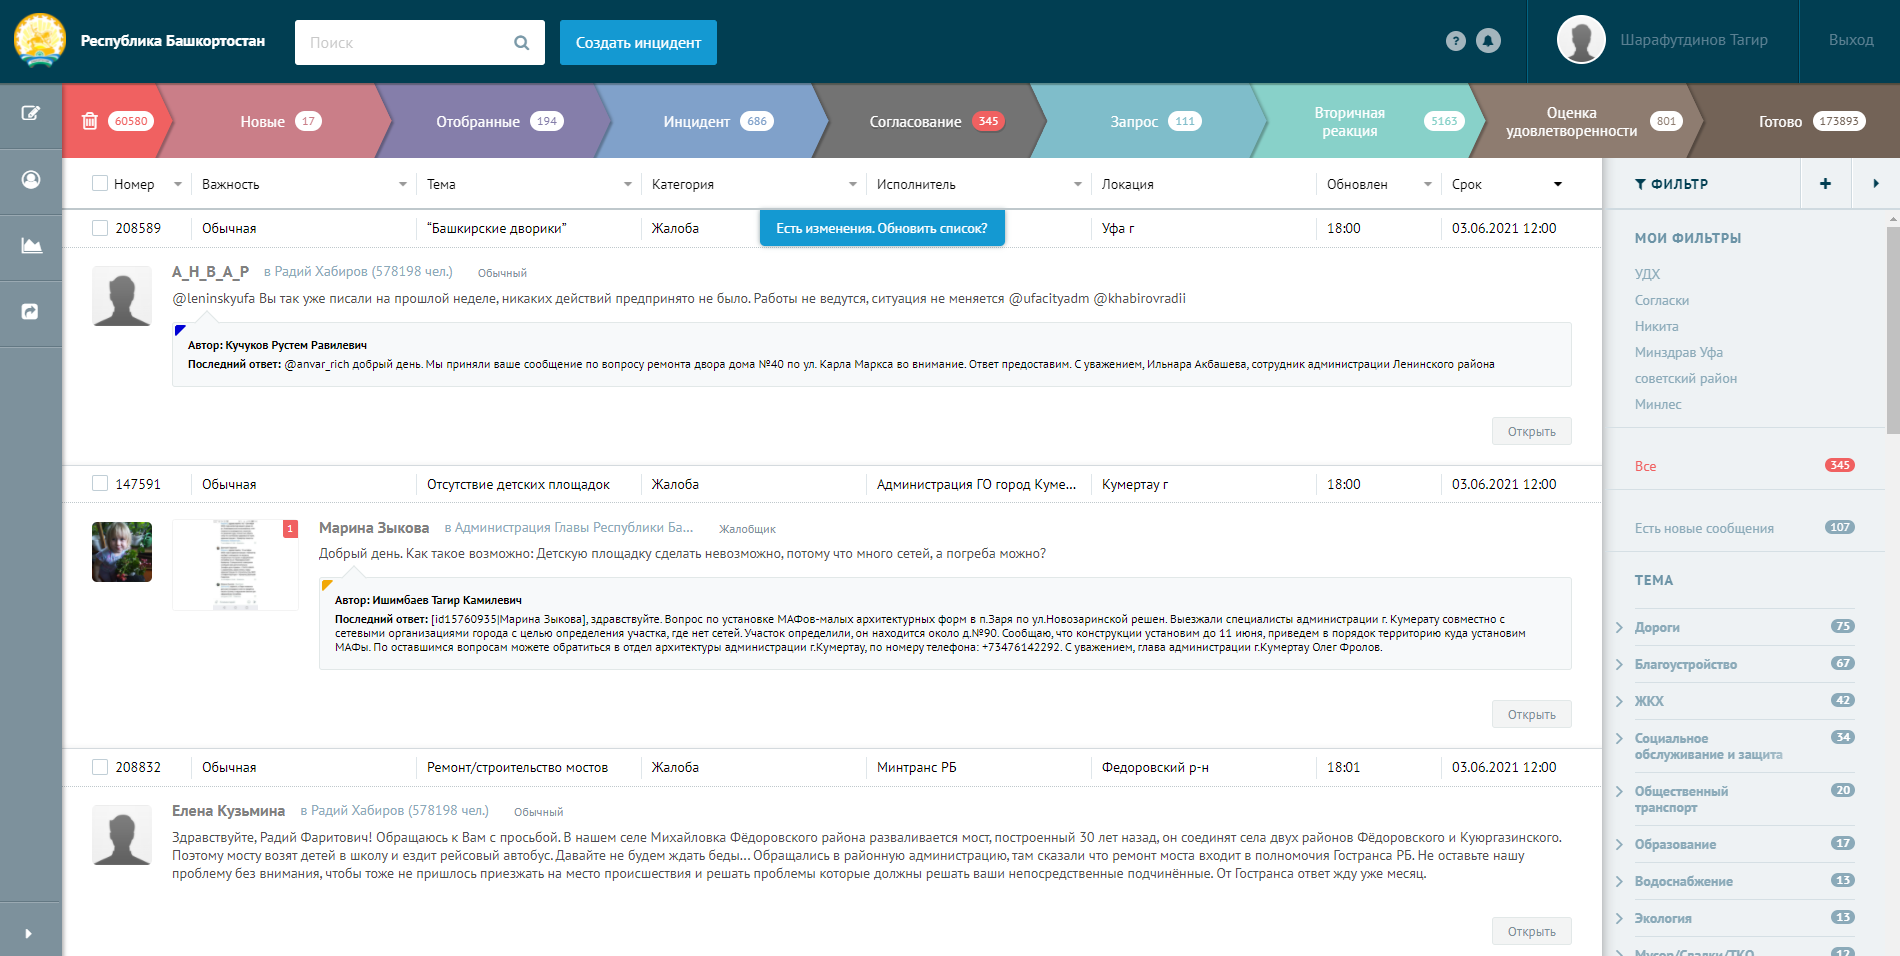 Республика Башкортостан
Поиск
Создать инцидент
?
Шарафутдинов Тагир
Выход
60580
Новые 17
Отобранные 194
Инцидент 686
Согласование 345
Запрос 111
Вторичная
реакция 5163
Оценка
удовлетворенности 801
Готово 173893
Номер Важность Тема Категория Исполнитель Локация Обновлен Срок
208589 Обычная “Башкирские дворики” Жалоба Уфа г 18:00 03.06.2021 12:00
Есть изменения. Обновить список?
A_H_B_A_P в Радий Хабиров (578198 чел.) Обычный
@leninskyufa Вы так уже писали на прошлой неделе, никаких действий предпринято не было. Работы не ведутся, ситуация не меняется @ufacityadm @khabirovradii
Автор: Кучуков Рустем Равилевич
Последний ответ: @anvar_rich добрый день. Мы приняли ваше сообщение по вопросу ремонта двора дома №40 по ул. Карла Маркса во внимание. Ответ предоставим. С уважением, Ильнара Акбашева, сотрудник администрации Ленинского района
Открыть
147591 Обычная Отсутствие детских площадок Жалоба Администрация ГО город Куме... Кумертау г 18:00 03.06.2021 12:00
1
Марина Зыкова в Администрация Главы Республики Ба... Жалобщик
Добрый день. Как такое возможно: Детскую площадку сделать невозможно, потому что много сетей, а погреба можно?
Автор: Ишимбаев Тагир Камилевич
Последний ответ: [id15760935|Марина Зыкова], здравствуйте. Вопрос по установке МАФов-малых архитектурных форм в п.Заря по ул.Новозаринской решен. Выезжали специалисты администрации г. Кумерату совместно с
сетевыми организациями города с целью определения участка, где нет сетей. Участок определили, он находится около д.№90. Сообщаю, что конструкции установим до 11 июня, приведем в порядок территорию куда установим
МАФы. По оставшимся вопросам можете обратиться в отдел архитектуры администрации г.Кумертау, по номеру телефона: +73476142292. С уважением, глава администрации г.Кумертау Олег Фролов.
Открыть
208832 Обычная Ремонт/строительство мостов Жалоба Минтранс РБ Федоровский р-н 18:01 03.06.2021 12:00
Елена Кузьмина в Радий Хабиров (578198 чел.) Обычный
Здравствуйте, Радий Фаритович! Обращаюсь к Вам с просьбой. В нашем селе Михайловка Фёдоровского района разваливается мост, построенный 30 лет назад, он соединят села двух районов Фёдоровского и Куюргазинского.
Поэтому мосту возят детей в школу и ездит рейсовый автобус. Давайте не будем ждать беды... Обращались в районную администрацию, там сказали что ремонт моста входит в полномочия Гостранса РБ. Не оставьте нашу
проблему без внимания, чтобы тоже не пришлось приезжать на место происшествия и решать проблемы которые должны решать ваши непосредственные подчинённые. От Гостранса ответ жду уже месяц.
Открыть
ФИЛЬТР +
МОИ ФИЛЬТРЫ
УДХ
Согласки
Никита
Минздрав Уфа
советский район
Минлес
Все 345
Есть новые сообщения 107
ТЕМА
Дороги 75
Благоустройство 67
ЖКХ 42
Социальное 34
обслуживание и защита
Общественный 20
транспорт
Образование 17
Водоснабжение 13
Экология 13
Мусор/Свалки/ТКО 12